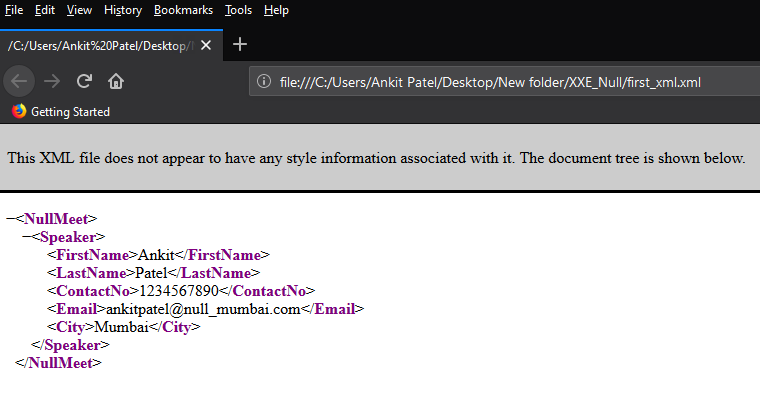 File Edit View History Bookmarks Tools Help
/C:/Users/Ankit%20Patel/Desktop/
file:///C:/Users/Ankit Patel/Desktop/New folder/XXE_Null/first_xml.xml
Getting Started
This XML file does not appear to have any style information associated with it. The document tree is shown below.
−<NullMeet>
−<Speaker>
<FirstName>Ankit</FirstName>
<LastName>Patel</LastName>
<ContactNo>1234567890</ContactNo>
<Email>ankitpatel@null_mumbai.com</Email>
<City>Mumbai</City>
</Speaker>
</NullMeet>